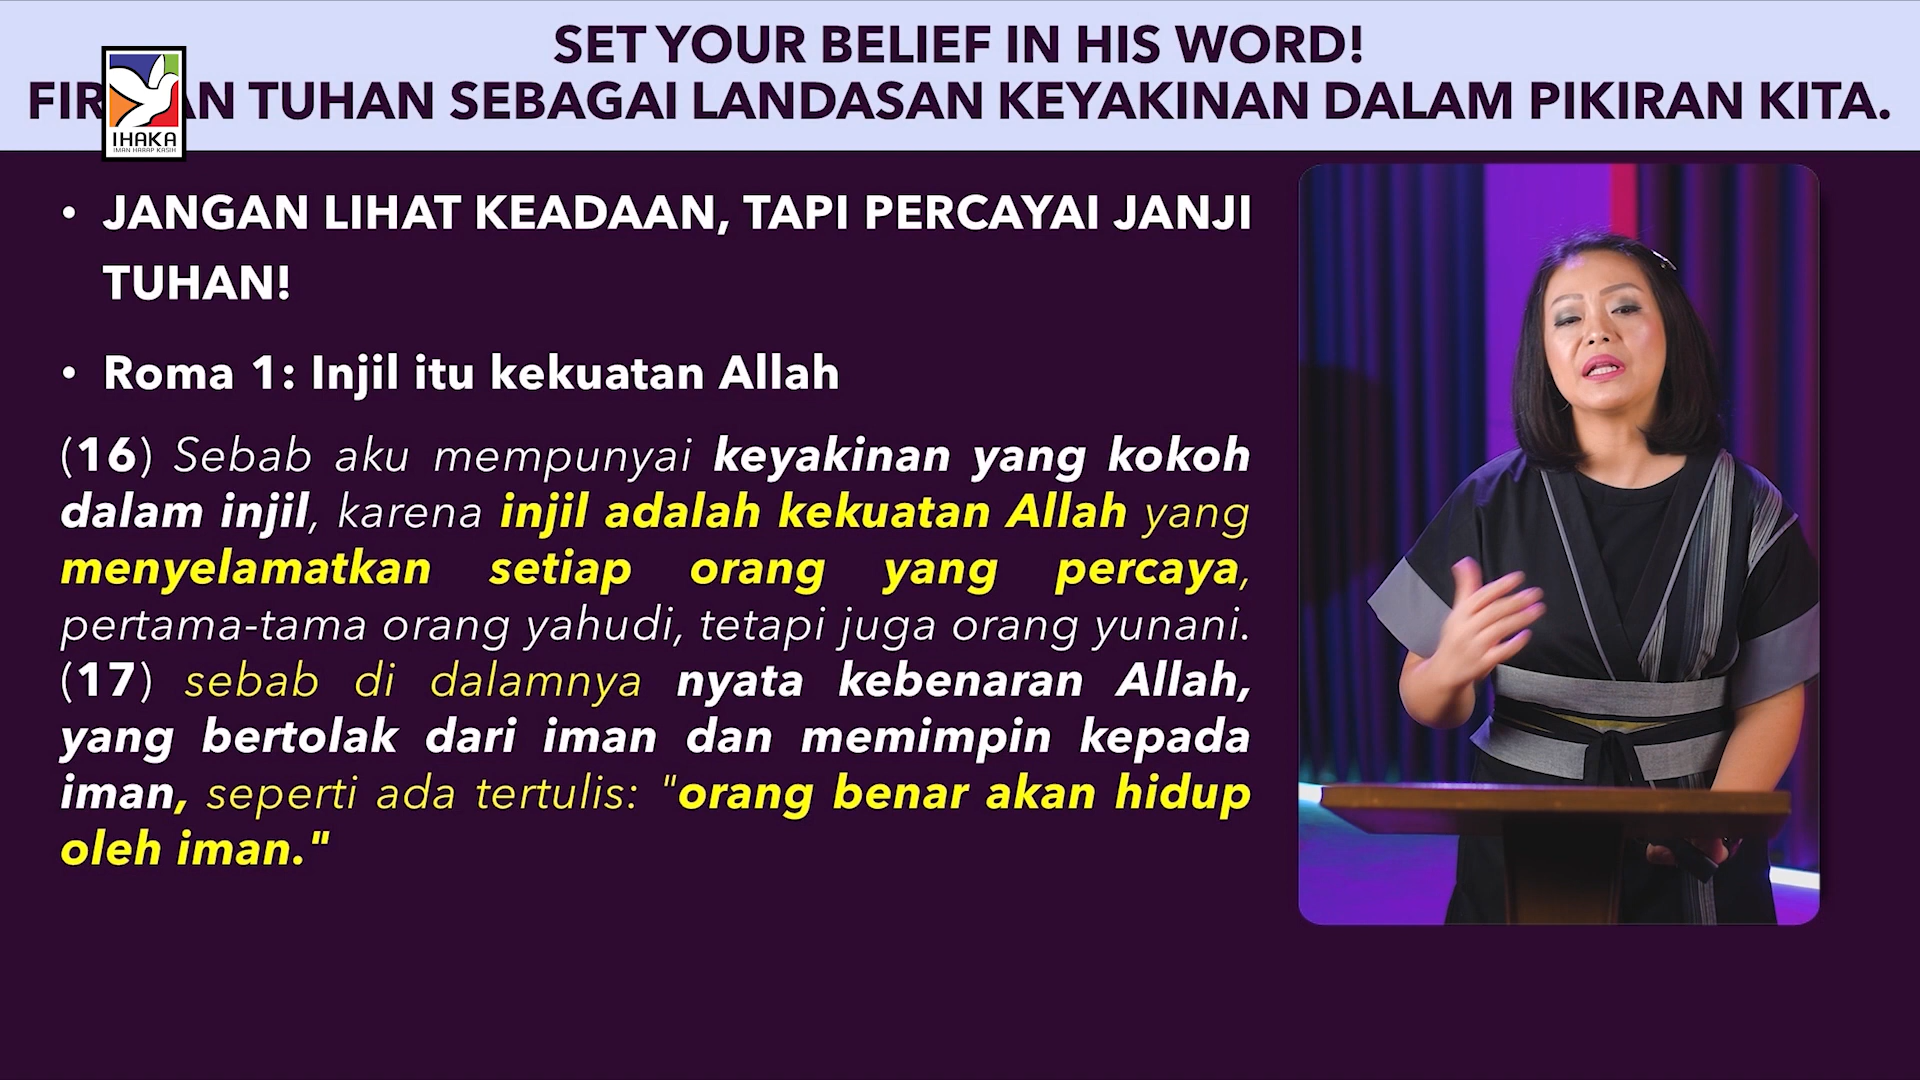 SET YOUR BELIEF IN HIS WORD!
TUHAN SEBAGAI LANDASAN KEYAKINAN DALAM PIKIRAN KITA.
IHAKA
IMAN HARAP KASIH
• JANGAN LIHAT KEADAAN, TAPI PERCAYAI JANJI
TUHAN!
• Roma 1: Injil itu kekuatan Allah
(16) Sebab aku mempunyai keyakinan yang kokoh
dalam injil, karena injil adalah kekuatan Allah yang
menyelamatkan setiap orang yang percaya,
pertama-tama orang yahudi, tetapi juga orang yunani.
(17) sebab di dalamnya nyata kebenaran Allah,
yang bertolak dari iman dan memimpin kepada
iman, seperti ada tertulis: "orang benar akan hidup
oleh iman."